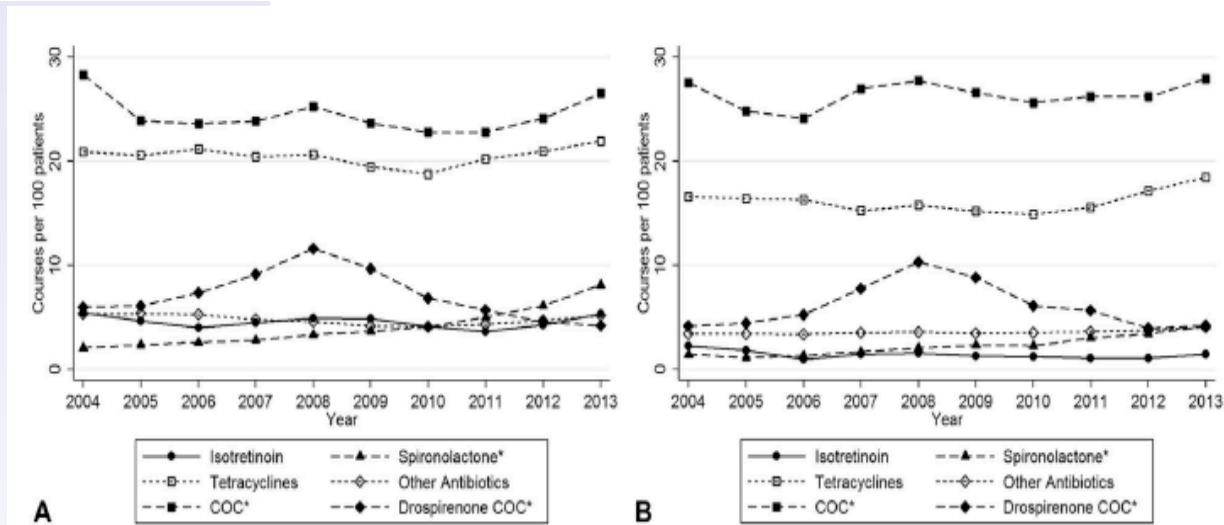 30
20
10
0
Courses per 100 patients
2004 2005 2006 2007 2008 2009 2010 2011 2012 2013
Year
Isotretinoin Spironolactone*
Tetracyclines Other Antibiotics
COC* Drospirenone COC*
A
30
20
10
0
Courses per 100 patients
2004 2005 2006 2007 2008 2009 2010 2011 2012 2013
Year
Isotretinoin Spironolactone*
Tetracyclines Other Antibiotics
COC* Drospirenone COC*
B